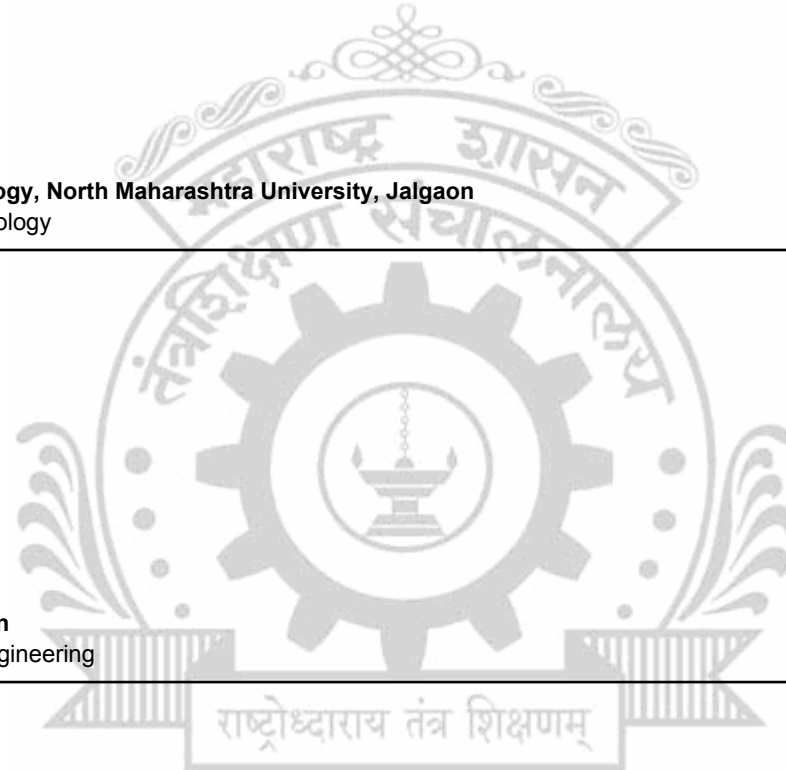 महाराष्ट्र शासन
ogy, North Maharashtra University, Jalgaon
ology
तंत्रशिक्षण संचालनालय
n
gineering
राष्ट्रोध्दाराय तंत्र शिक्षणम्